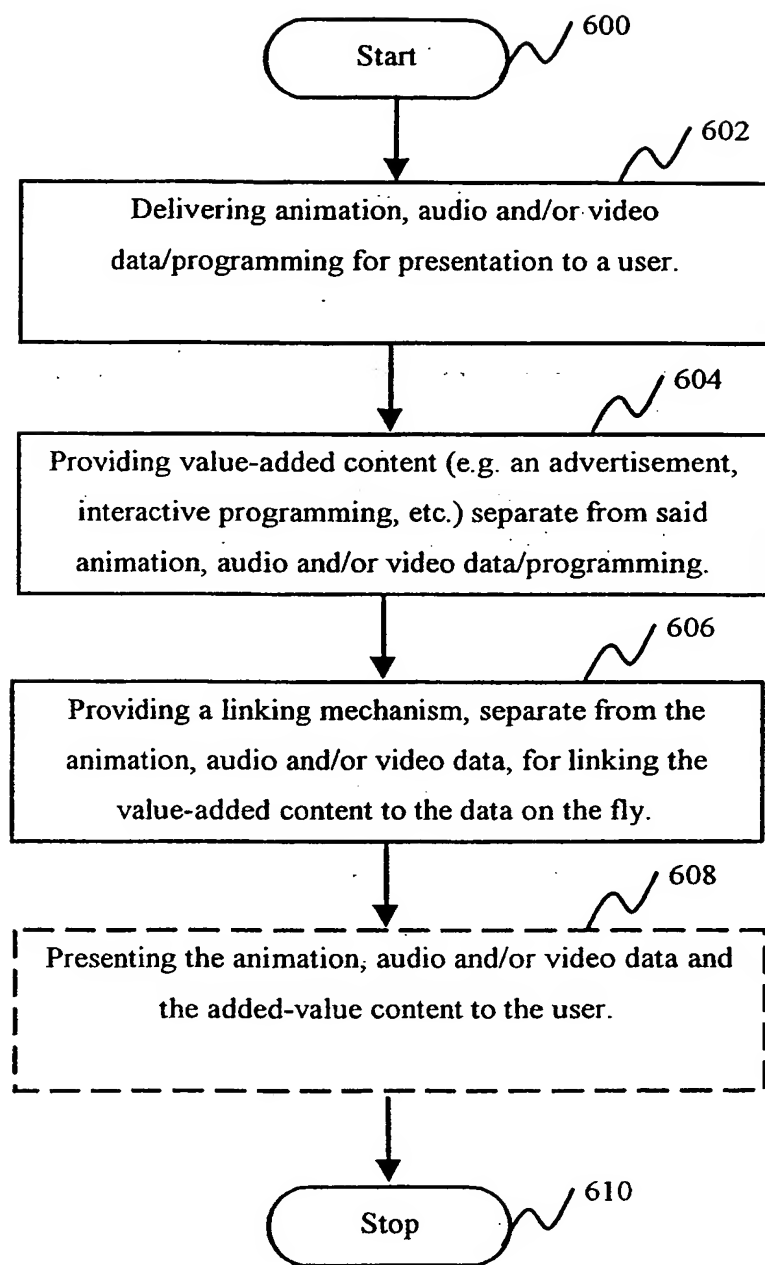 600
Start
602
Delivering animation, audio and/or video
data/programming for presentation to a user.
604
Providing value-added content (e.g. an advertisement,
interactive programming, etc.) separate from said
animation, audio and/or video data/programming.
606
Providing a linking mechanism, separate from the
animation, audio and/or video data, for linking the
value-added content to the data on the fly.
608
Presenting the animation, audio and/or video data and
the added-value content to the user.
610
Stop